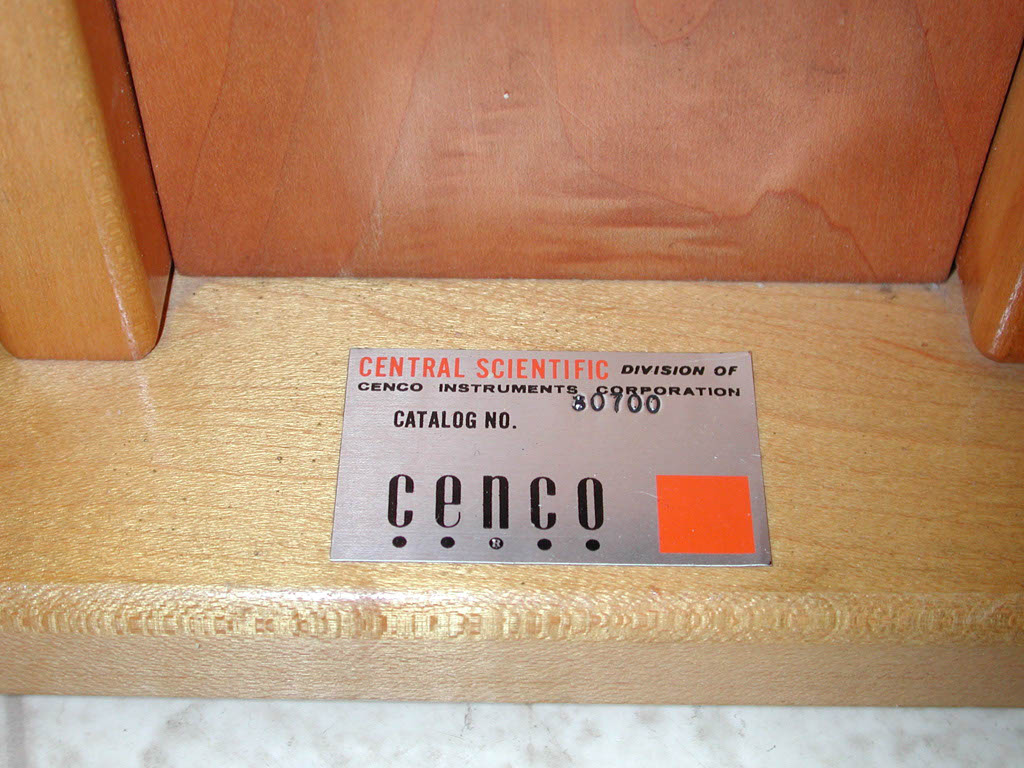 CENTRAL SCIENTIFIC DIVISION OF
CENCO INSTRUMENTS CORPORATION
80700
CATALOG NO.
cenco
R